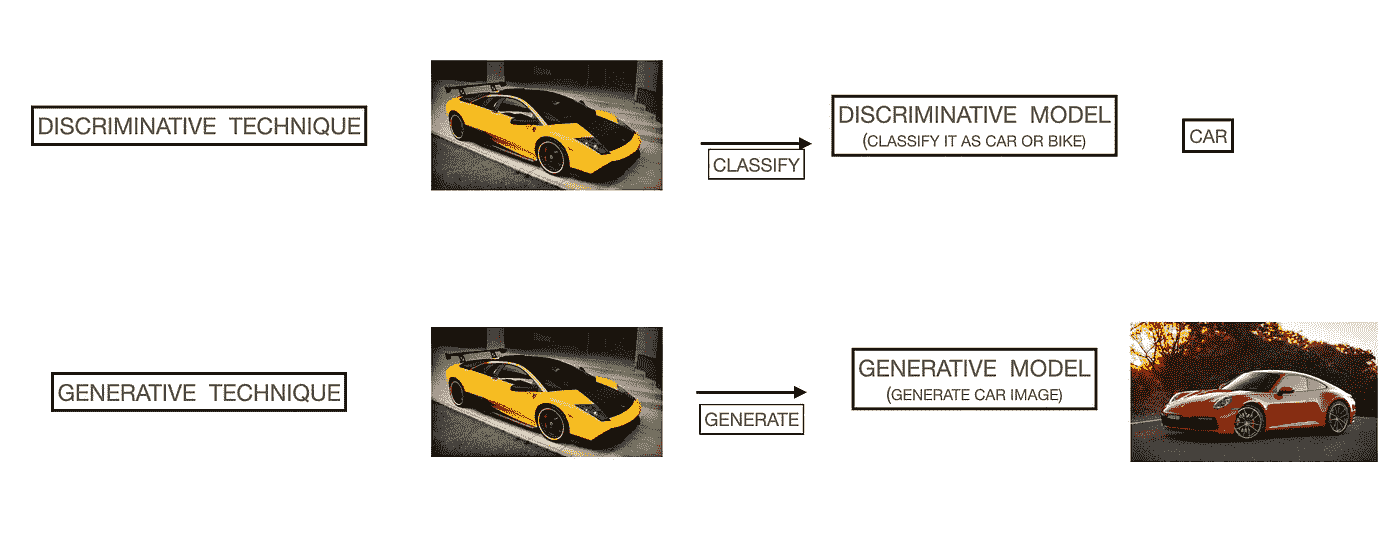 DISCRIMINATIVE TECHNIQUE
CLASSIFY
DISCRIMINATIVE MODEL
(CLASSIFY IT AS CAR OR BIKE)
CAR
GENERATIVE TECHNIQUE
GENERATE
GENERATIVE MODEL
(GENERATE CAR IMAGE)